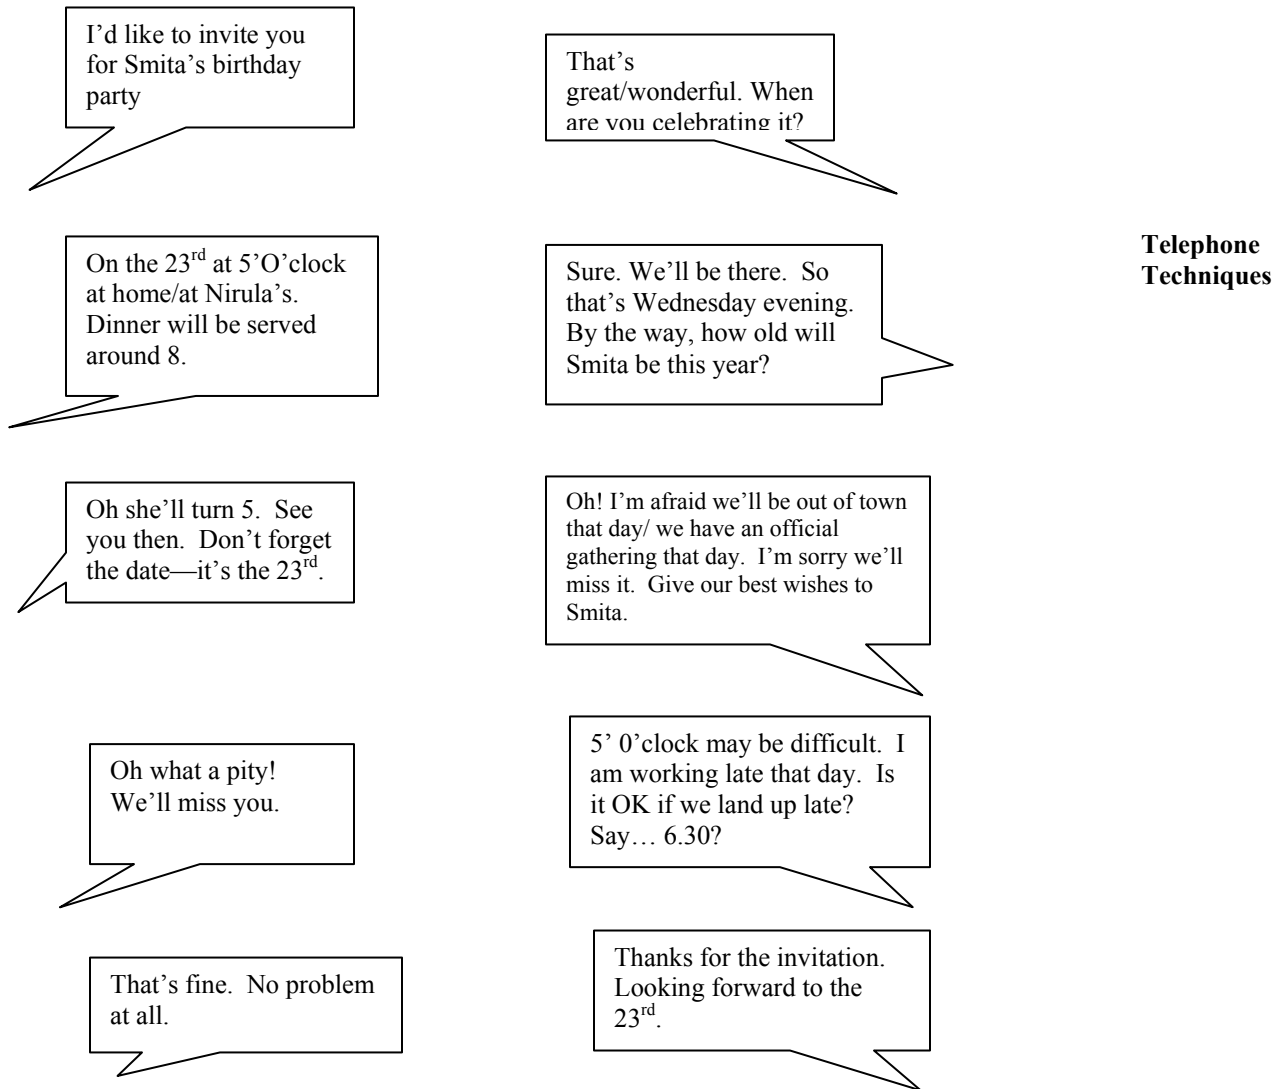 I’d like to invite you
for Smita’s birthday
party
That’s
great/wonderful. When
are you celebrating it?
On the 23rd at 5’O’clock
at home/at Nirula’s.
Dinner will be served
around 8.
Sure. We’ll be there.  So
that’s Wednesday evening.
By the way, how old will
Smita be this year?
Telephone
Techniques
Oh she’ll turn 5.  See
you then.  Don’t forget
the date—it’s the 23rd.
Oh! I’m afraid we’ll be out of town
that day/ we have an official
gathering that day.  I’m sorry we’ll
miss it.  Give our best wishes to
Smita.
Oh what a pity!
We’ll miss you.
5’ 0’clock may be difficult.  I
am working late that day.  Is
it OK if we land up late?
Say… 6.30?
That’s fine.  No problem
at all.
Thanks for the invitation.
Looking forward to the
23rd.